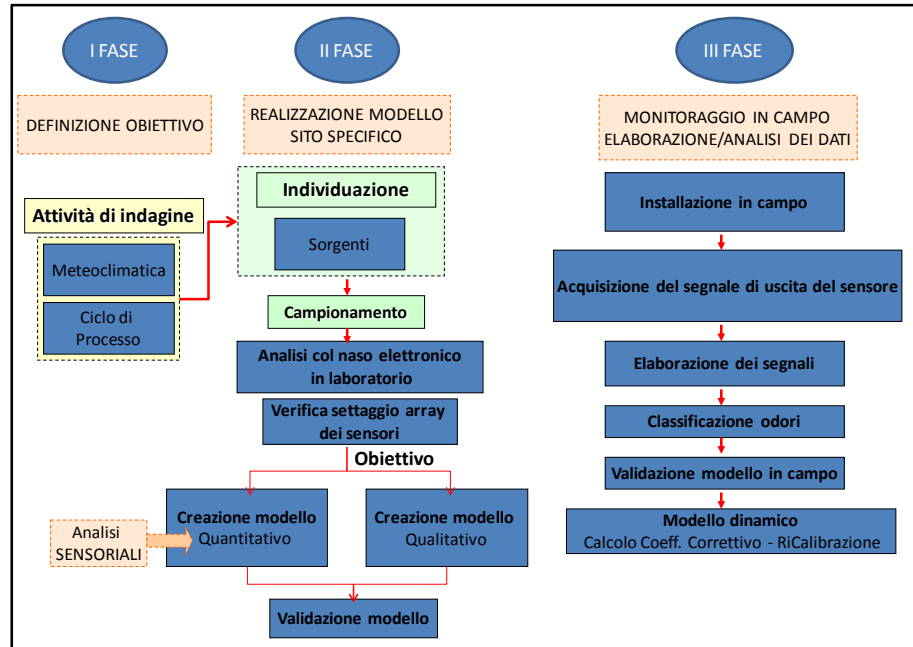 I FASE
II FASE
III FASE
DEFINIZIONE OBIETTIVO
REALIZZAZIONE MODELLO
SITO SPECIFICO
MONITORAGGIO IN CAMPO
ELABORAZIONE/ANALISI DEI DATI
Attività di indagine
Meteoclimatica
Ciclo di
Processo
Individuazione
Sorgenti
Campionamento
Analisi col naso elettronico
in laboratorio
Verifica settaggio array
dei sensori
Obiettivo
Analisi
SENSORIALI
Creazione modello
Quantitativo
Creazione modello
Qualitativo
Validazione modello
Installazione in campo
Acquisizione del segnale di uscita del sensore
Elaborazione dei segnali
Classificazione odori
Validazione modello in campo
Modello dinamico
Calcolo Coeff. Correttivo - RiCalibrazione